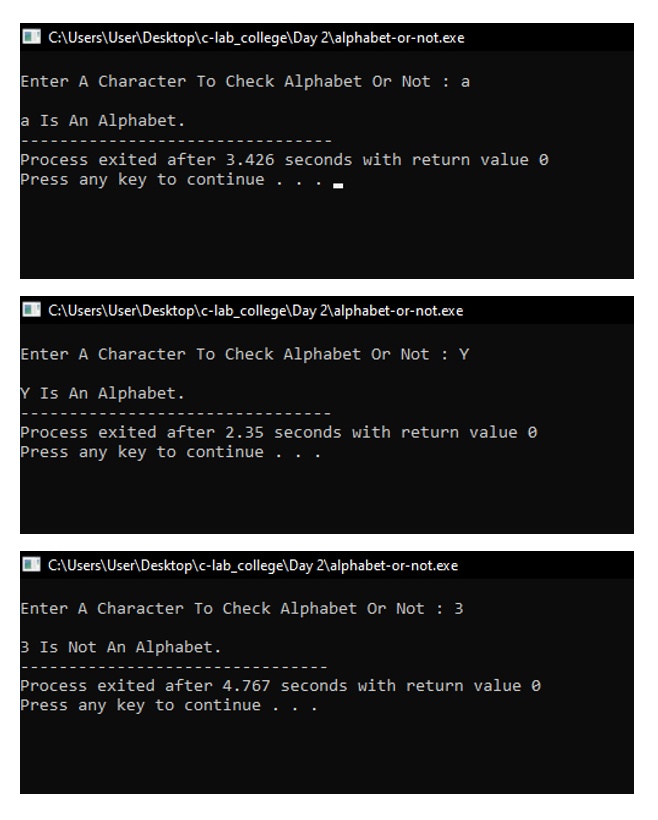 C:\Users\User\Desktop\c-lab_college\Day 2\alphabet-or-not.exe
Enter A Character To Check Alphabet Or Not : a
a Is An Alphabet.
--------------------------------
Process exited after 3.426 seconds with return value 0
Press any key to continue . . .
C:\Users\User\Desktop\c-lab_college\Day 2\alphabet-or-not.exe
Enter A Character To Check Alphabet Or Not : Y
Y Is An Alphabet.
--------------------------------
Process exited after 2.35 seconds with return value 0
Press any key to continue . . .
C:\Users\User\Desktop\c-lab_college\Day 2\alphabet-or-not.exe
Enter A Character To Check Alphabet Or Not : 3
3 Is Not An Alphabet.
--------------------------------
Process exited after 4.767 seconds with return value 0
Press any key to continue . . .